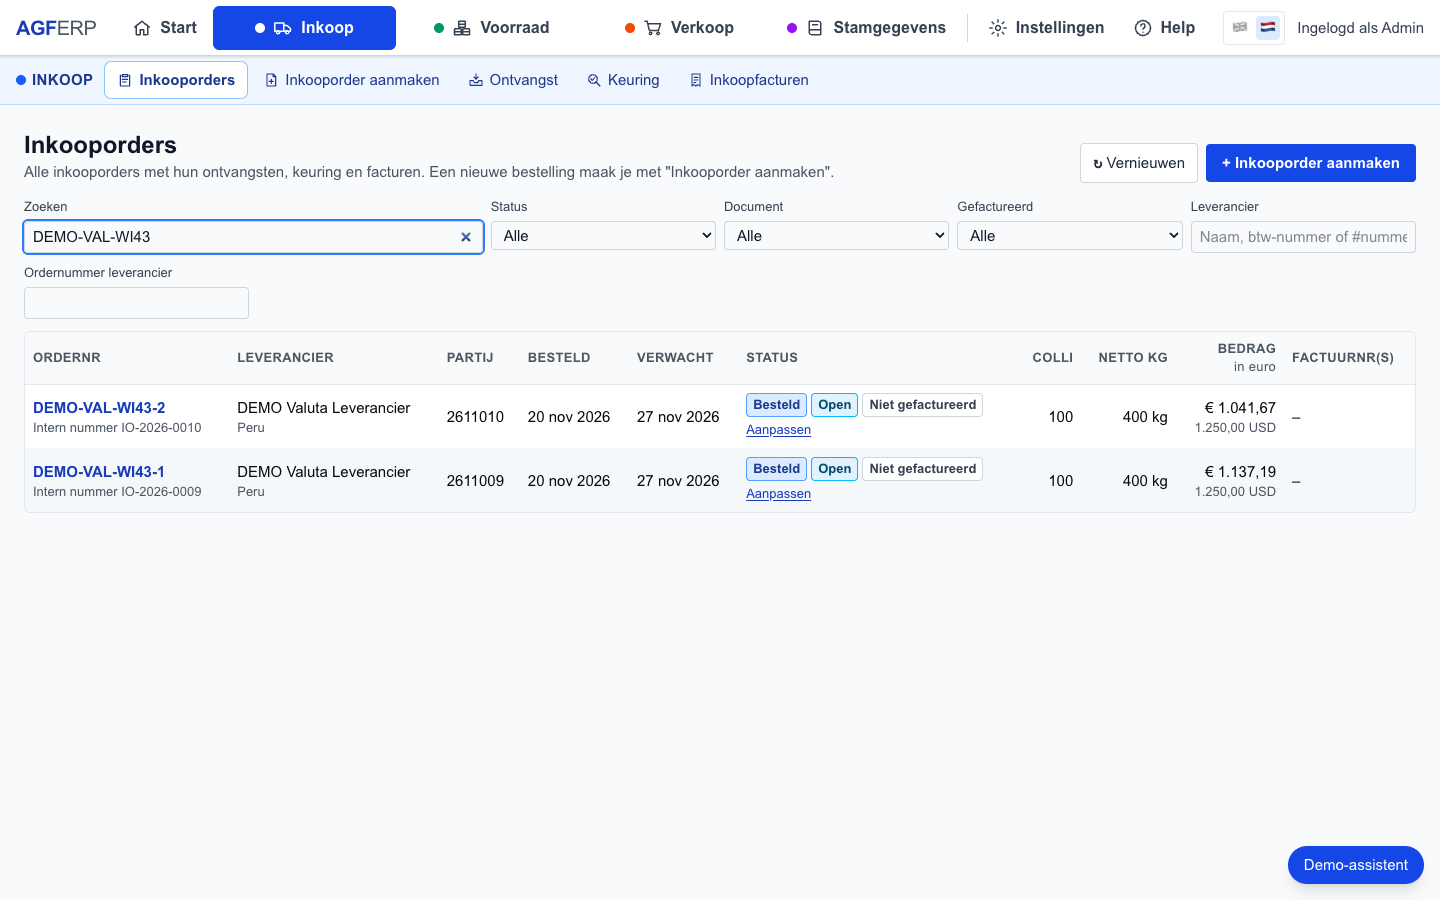 AGFERP
Start
Inkoop
Voorraad
Verkoop
Stamgegevens
Instellingen
Help
Ingelogd als Admin
INKOOP
Inkooporders
Inkooporder aanmaken
Ontvangst
Keuring
Inkoopfacturen
Inkooporders
Alle inkooporders met hun ontvangsten, keuring en facturen. Een nieuwe bestelling maak je met "Inkooporder aanmaken".
↻ Vernieuwen
+ Inkooporder aanmaken
Zoeken
DEMO-VAL-WI43
Status
Alle
Document
Alle
Gefactureerd
Alle
Leverancier
Naam, btw-nummer of #numme
Ordernummer leverancier
ORDERNR LEVERANCIER PARTIJ BESTELD VERWACHT STATUS COLLI NETTO KG BEDRAG FACTUURNR(S)
in euro
DEMO-VAL-WI43-2 DEMO Valuta Leverancier 2611010 20 nov 2026 27 nov 2026 Besteld Open Niet gefactureerd 100 400 kg € 1.041,67 –
Intern nummer IO-2026-0010 Peru Aanpassen 1.250,00 USD
DEMO-VAL-WI43-1 DEMO Valuta Leverancier 2611009 20 nov 2026 27 nov 2026 Besteld Open Niet gefactureerd 100 400 kg € 1.137,19 –
Intern nummer IO-2026-0009 Peru Aanpassen 1.250,00 USD
Demo-assistent